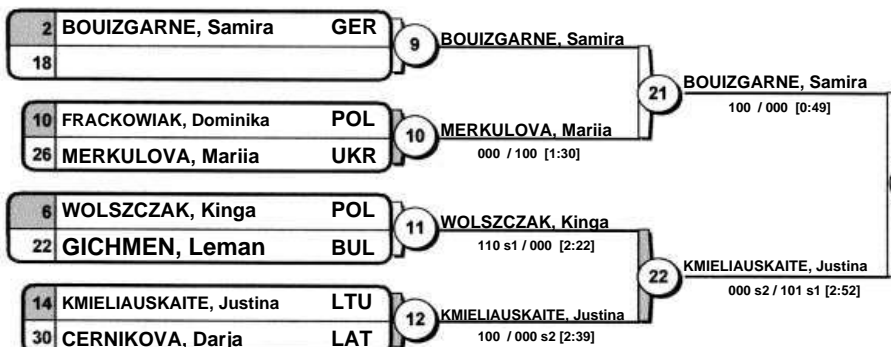 2 BOUIZGARNE, Samira GER
18
9
BOUIZGARNE, Samira
10 FRACKOWIAK, Dominika POL
26 MERKULOVA, Mariia UKR
10
MERKULOVA, Mariia
000 / 100 [1:30]
21
BOUIZGARNE, Samira
100 / 000 [0:49]
6 WOLSZCZAK, Kinga POL
22 GICHMEN, Leman BUL
11
WOLSZCZAK, Kinga
110 s1 / 000 [2:22]
14 KMIELIAUSKAITE, Justina LTU
30 CERNIKOVA, Darja LAT
12
KMIELIAUSKAITE, Justina
100 / 000 s2 [2:39]
22
KMIELIAUSKAITE, Justina
000 s2 / 101 s1 [2:52]